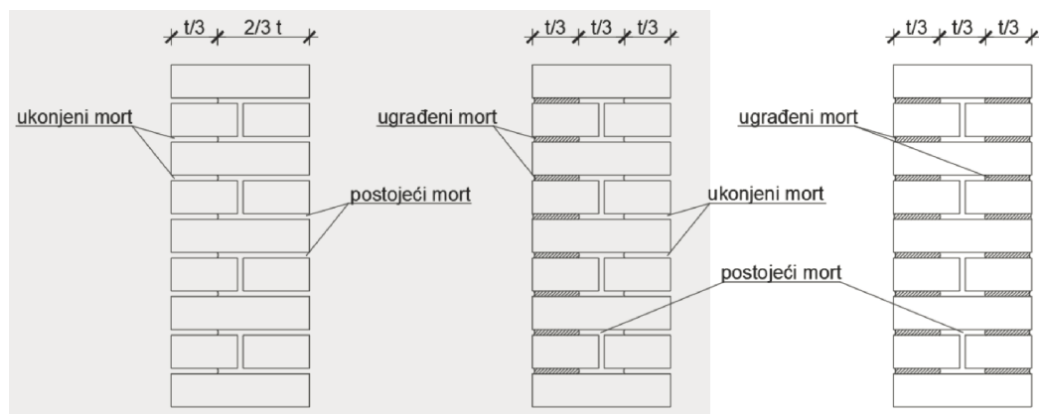 t/3 2/3 t
ukonjeni mort
postojeći mort
t/3 t/3 t/3
ugrađeni mort
ukonjeni mort
postojeći mort
t/3 t/3 t/3
ugrađeni mort